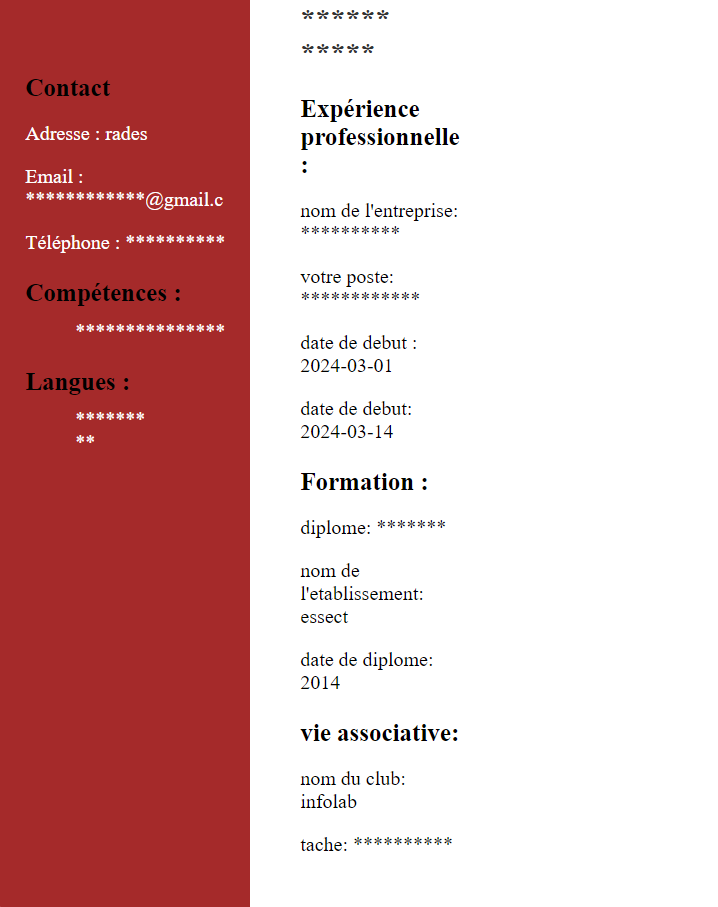 Contact
Adresse : rades
Email :
************@gmail.c
Téléphone : **********
Compétences :
***************
Langues :
*******
**
******
*****
Expérience
professionnelle
:
nom de l'entreprise:
**********
votre poste:
************
date de debut :
2024-03-01
date de debut:
2024-03-14
Formation :
diplome: *******
nom de
l'etablissement:
essect
date de diplome:
2014
vie associative:
nom du club:
infolab
tache: **********